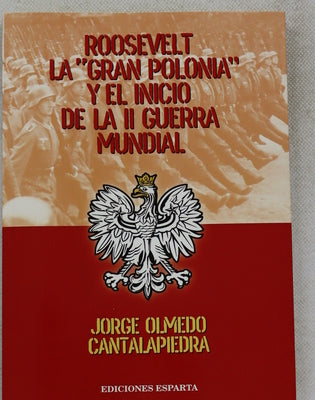 ROOSEVELT
LA "GRAN POLONIA"
Y EL INICIO
DE LA II GUERRA
MUNDIAL
JORGE OLMEDO
CANTALAPIEDRA
EDICIONES ESPARTA